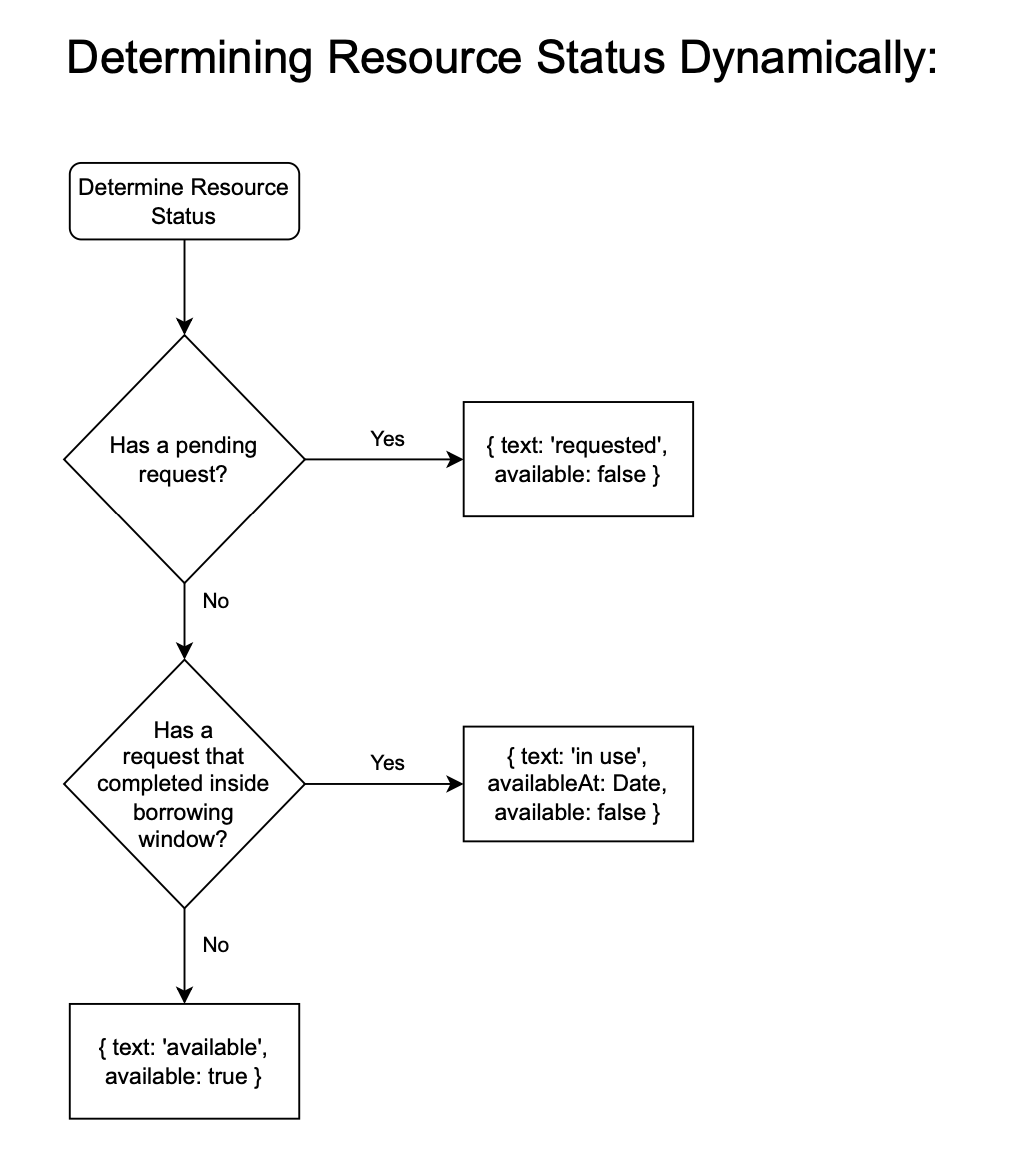 Determining Resource Status Dynamically:
Determine Resource
Status
Has a pending
request?
Yes
{ text: 'requested',
available: false }
No
Has a
request that
completed inside
borrowing
window?
Yes
{ text: 'in use',
availableAt: Date,
available: false }
No
{ text: 'available',
available: true }